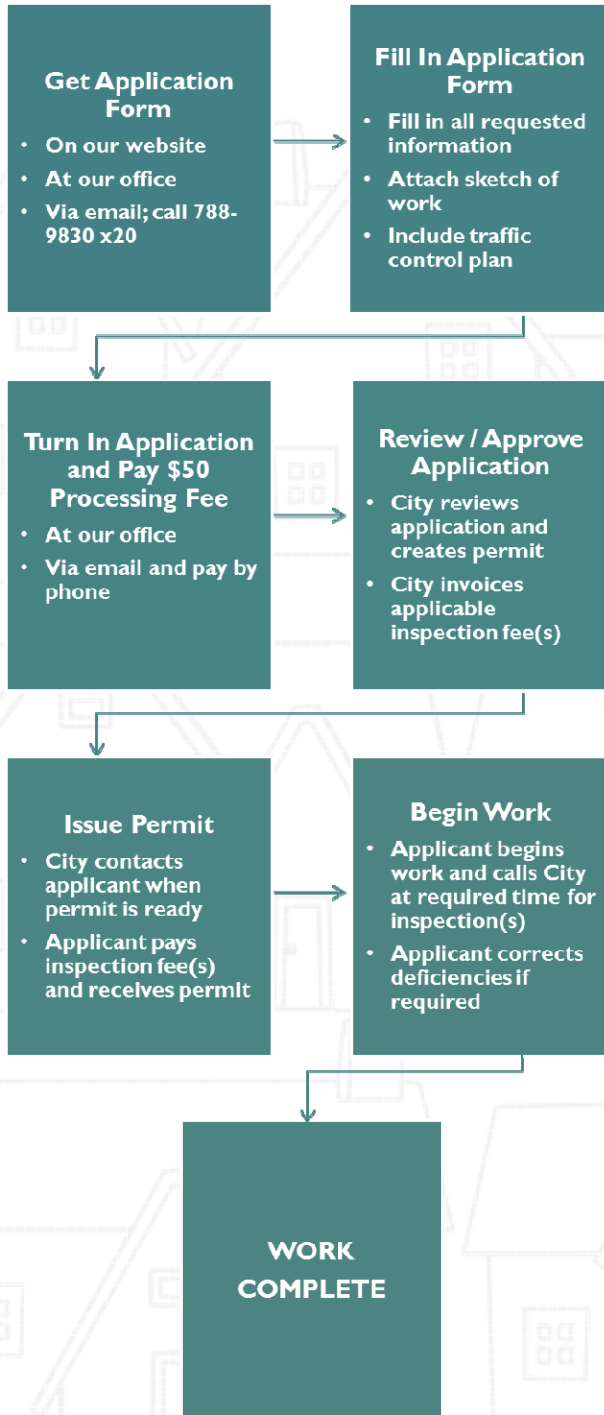 Get Application
Form
• On our website
• At our office
• Via email; call 788-
9830 x20
Fill In Application
Form
• Fill in all requested
information
• Attach sketch of
work
• Include traffic
control plan
Turn In Application
and Pay $50
Processing Fee
• At our office
• Via email and pay by
phone
Review / Approve
Application
• City reviews
application and
creates permit
• City invoices
applicable
inspection fee(s)
Issue Permit
• City contacts
applicant when
permit is ready
• Applicant pays
inspection fee(s)
and receives permit
Begin Work
• Applicant begins
work and calls City
at required time for
inspection(s)
• Applicant corrects
deficiencies if
required
WORK
COMPLETE